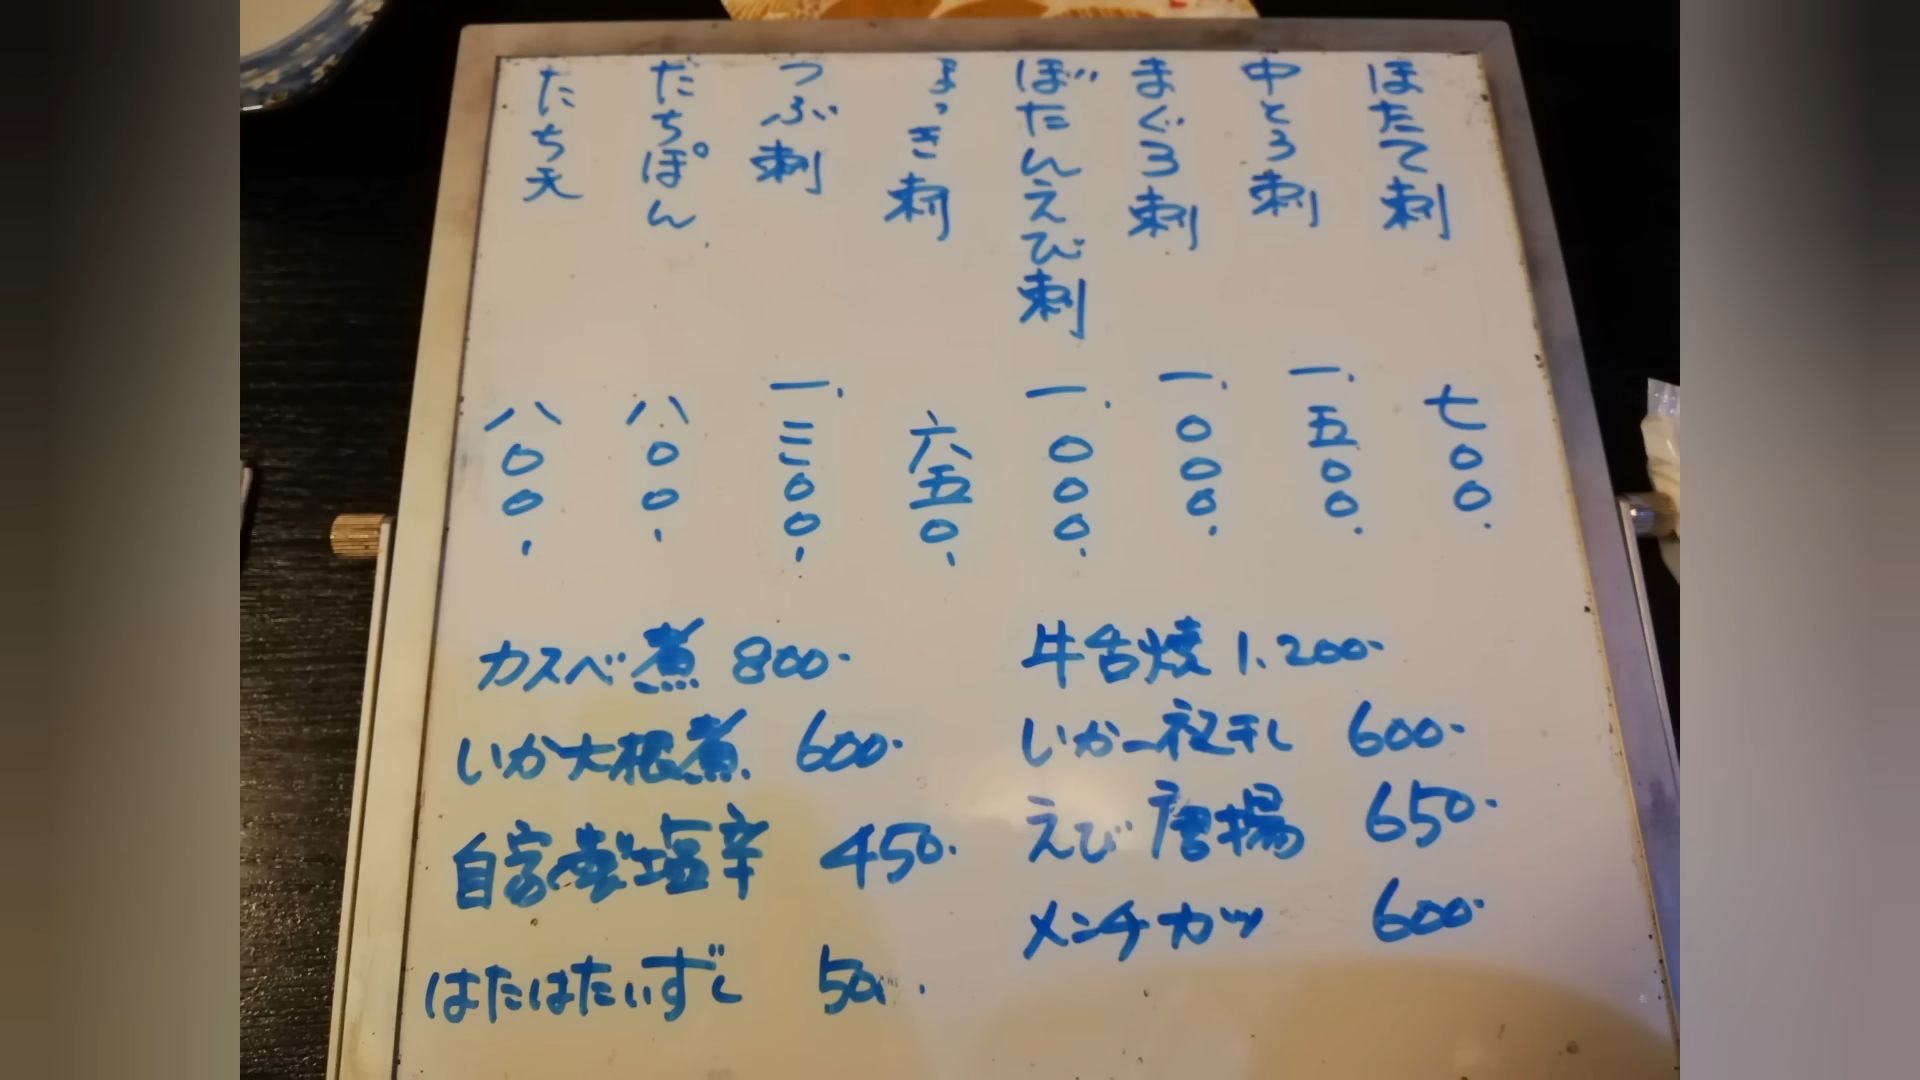 ほたて刺 七〇〇.
中とろ刺 一.五〇〇.
まぐろ刺 一.〇〇〇.
ぼたんえび刺 一.〇〇〇.
ほっき刺 六五〇.
つぶ刺 一.三〇〇.
たちぽん 八〇〇.
たち天 八〇〇.
牛舌焼 1.200.
いか一夜干し 600.
えび唐揚 650.
メンチカツ 600.
カスベ煮 800.
いか大根煮 600.
自家製塩辛 450.
はたはたいずし